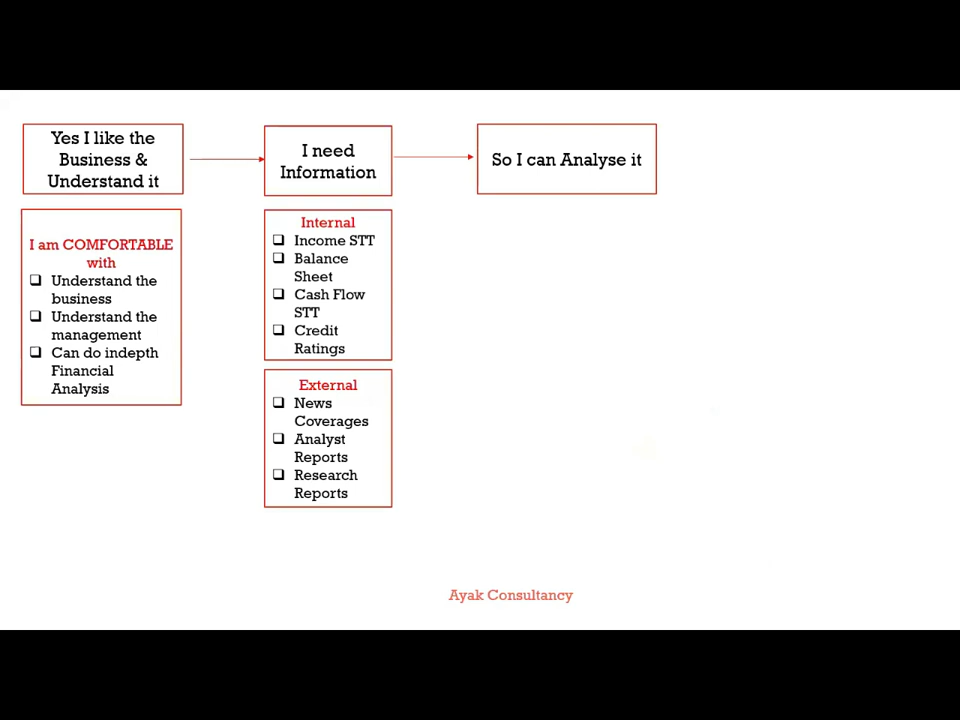 Yes I like the
Business &
Understand it
I need
Information
So I can Analyse it
I am COMFORTABLE
with
❑ Understand the
business
❑ Understand the
management
❑ Can do indepth
Financial
Analysis
Internal
❑ Income STT
❑ Balance
Sheet
❑ Cash Flow
STT
❑ Credit
Ratings
External
❑ News
Coverages
❑ Analyst
Reports
❑ Research
Reports
Ayak Consultancy